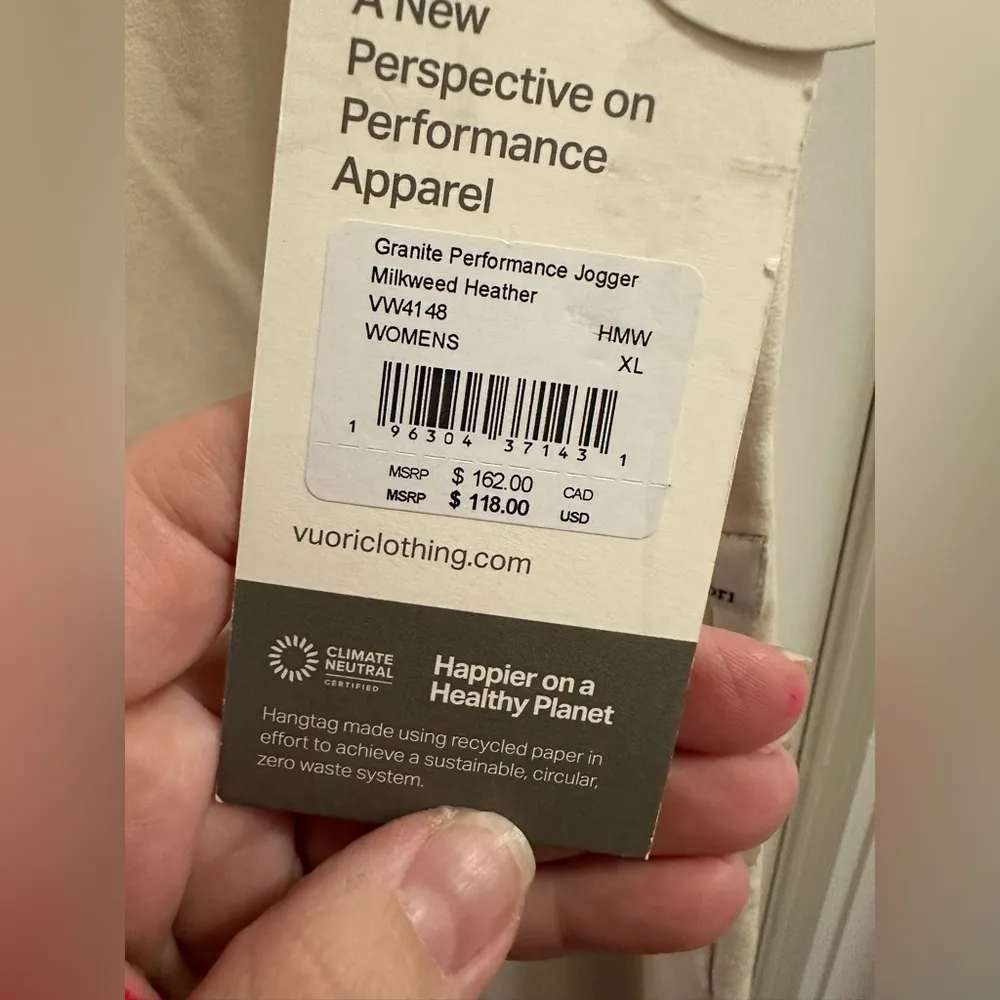 A New
Perspective on
Performance
Apparel
Granite Performance Jogger
Milkweed Heather
VW4148 HMW
WOMENS XL
1 96304 37143 1
MSRP $ 162.00 CAD
MSRP $ 118.00 USD
vuoriclothing.com
CLIMATE
NEUTRAL
CERTIFIED
Happier on a
Healthy Planet
Hangtag made using recycled paper in
effort to achieve a sustainable, circular,
zero waste system.